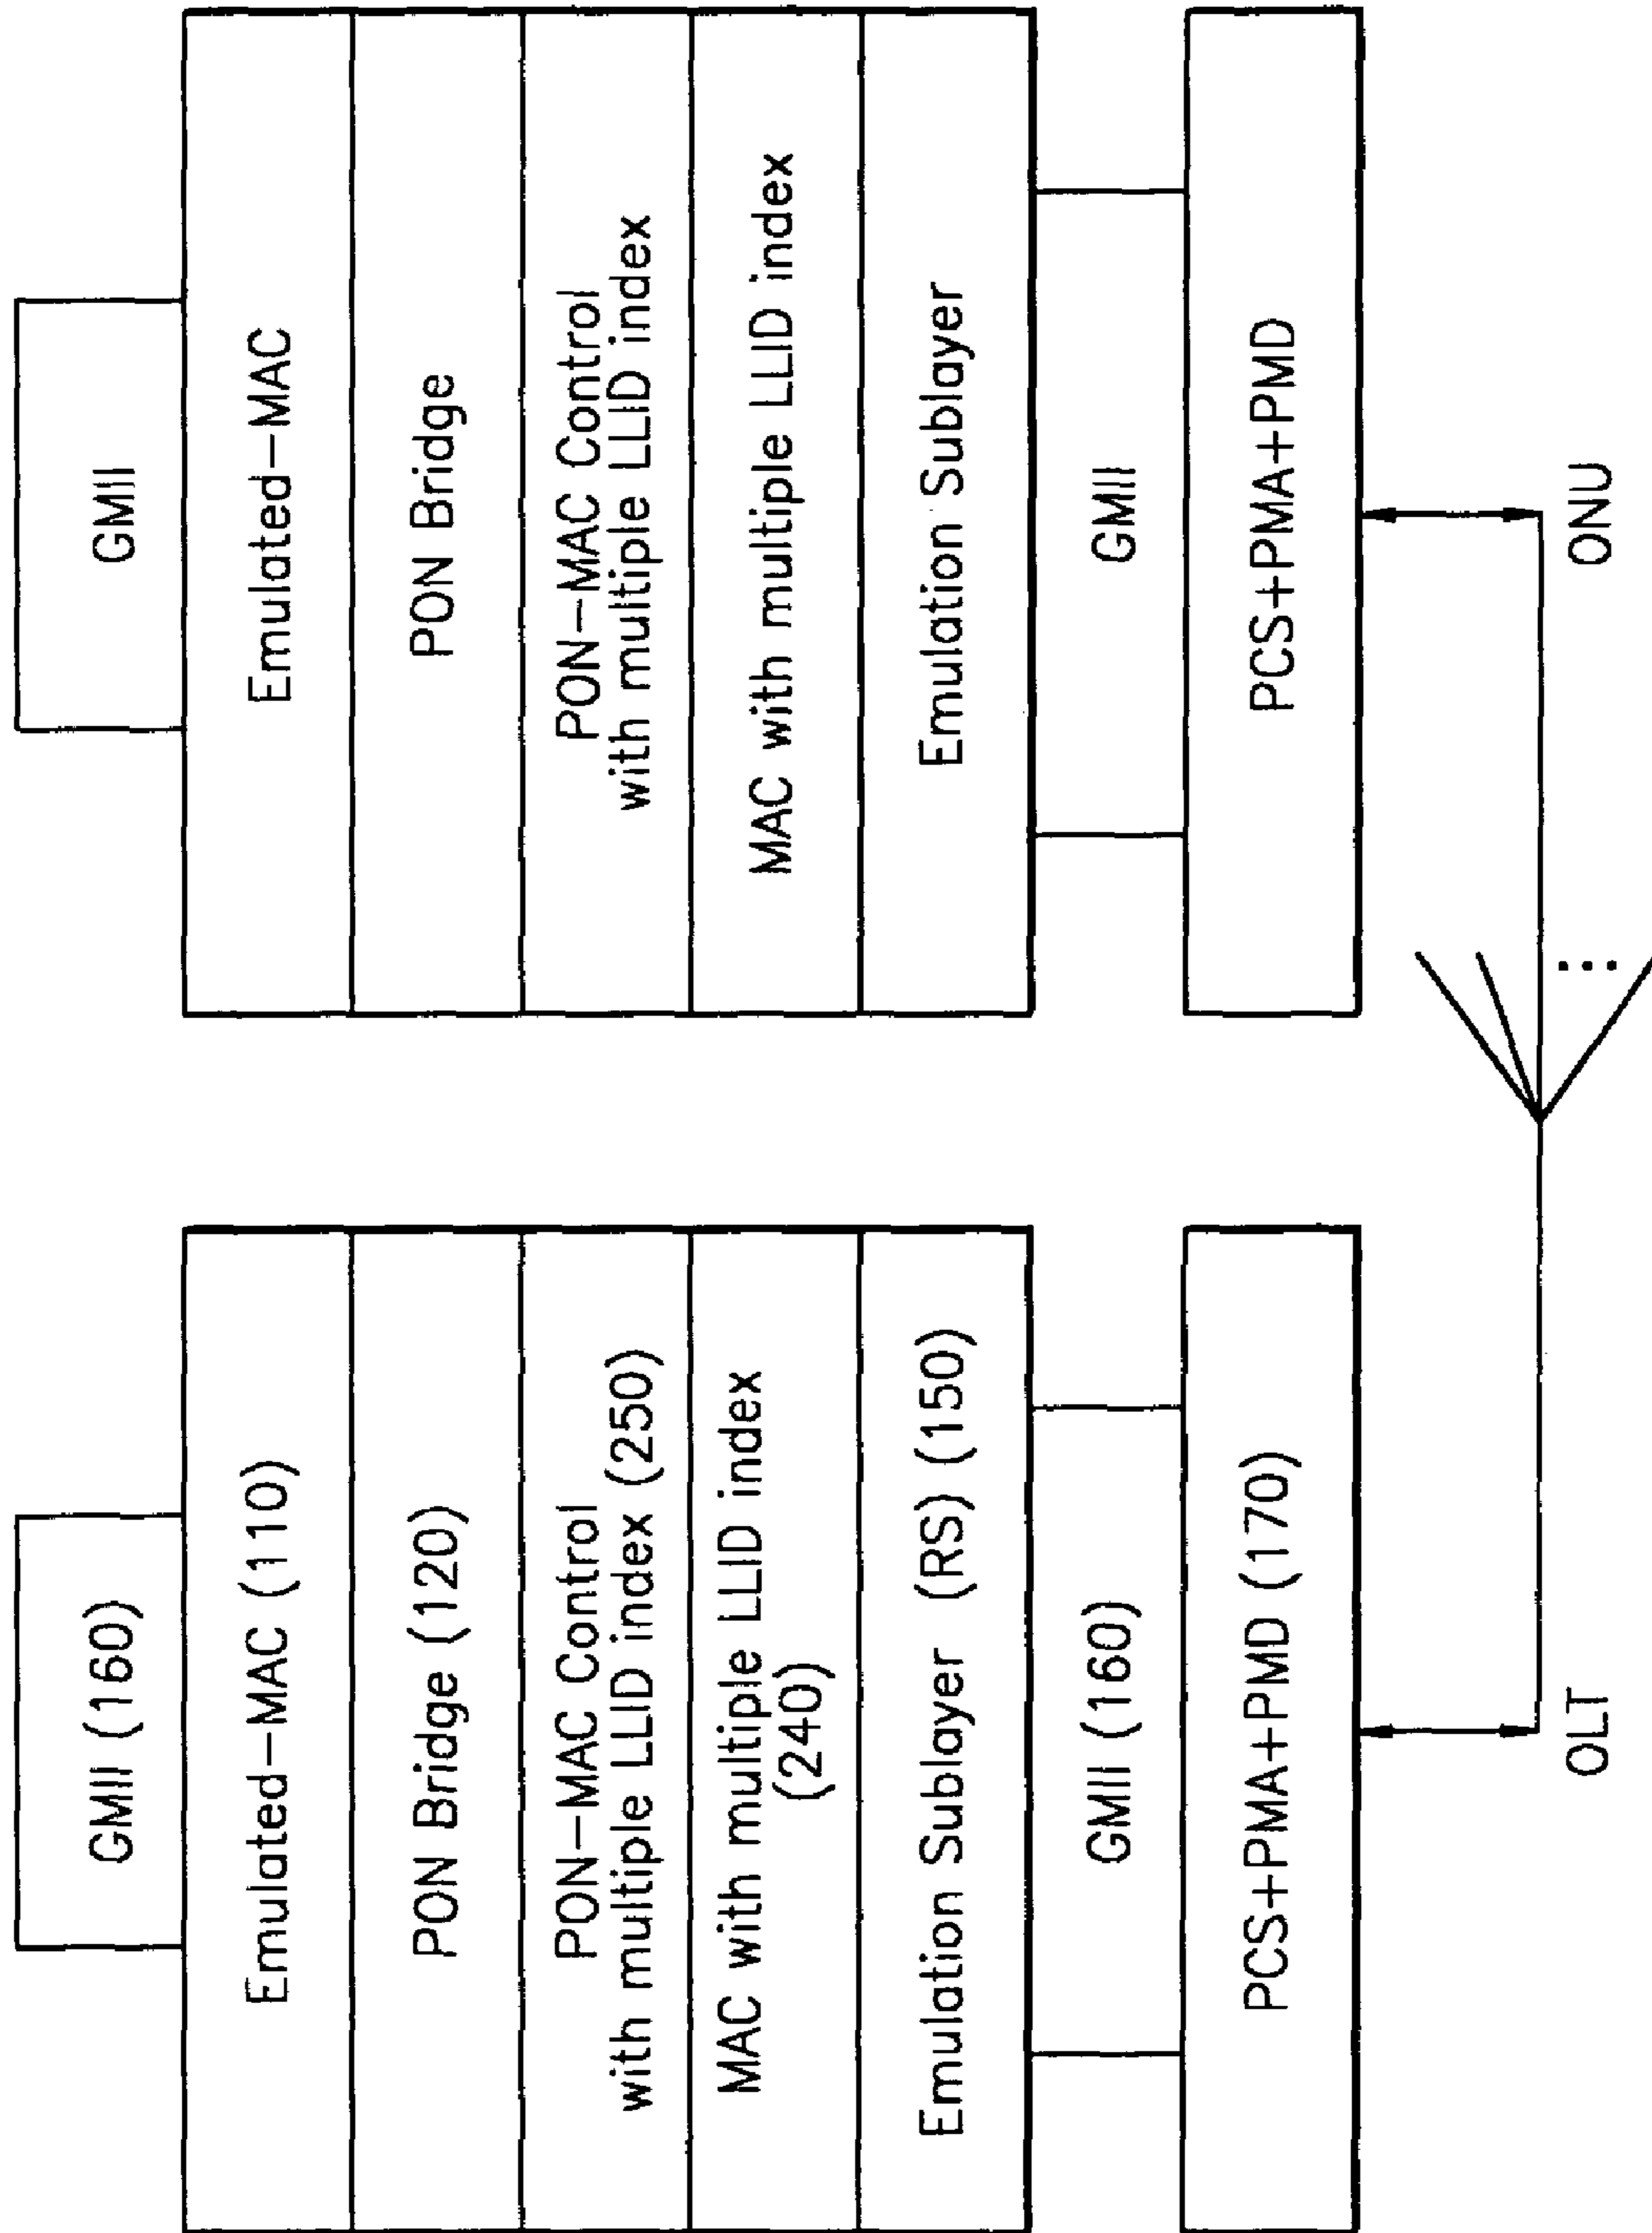 GMII (160)
Emulated-MAC (110)
PON Bridge (120)
PON-MAC Control
with multiple LLID index (250)
MAC with multiple LLID index
(240)
Emulation Sublayer (RS) (150)
GMII (160)
PCS+PMA+PMD (170)
OLT
GMII
Emulated-MAC
PON Bridge
PON-MAC Control
with multiple LLID index
MAC with multiple LLID index
Emulation Sublayer
GMII
PCS+PMA+PMD
...
ONU